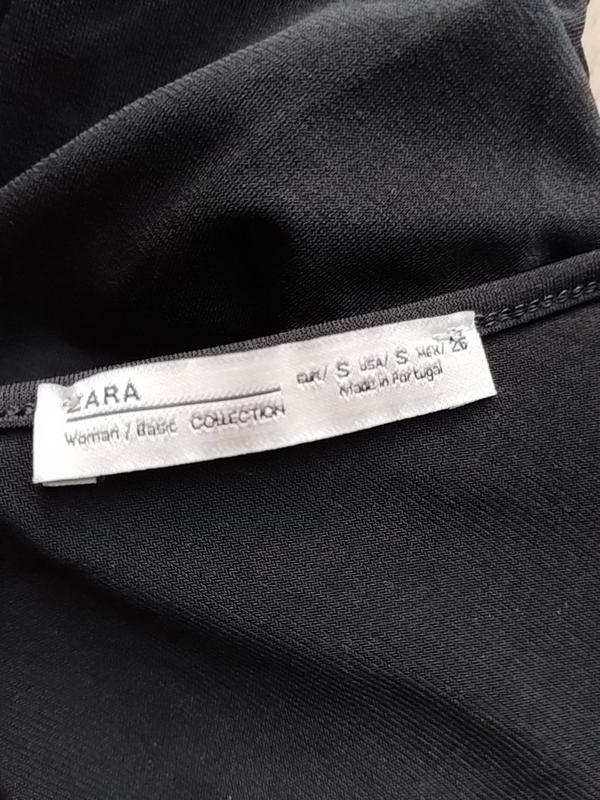 ZARA
Woman / Basic COLLECTION
EUR/ S USA/ S MEX/ 26
Made in Portugal